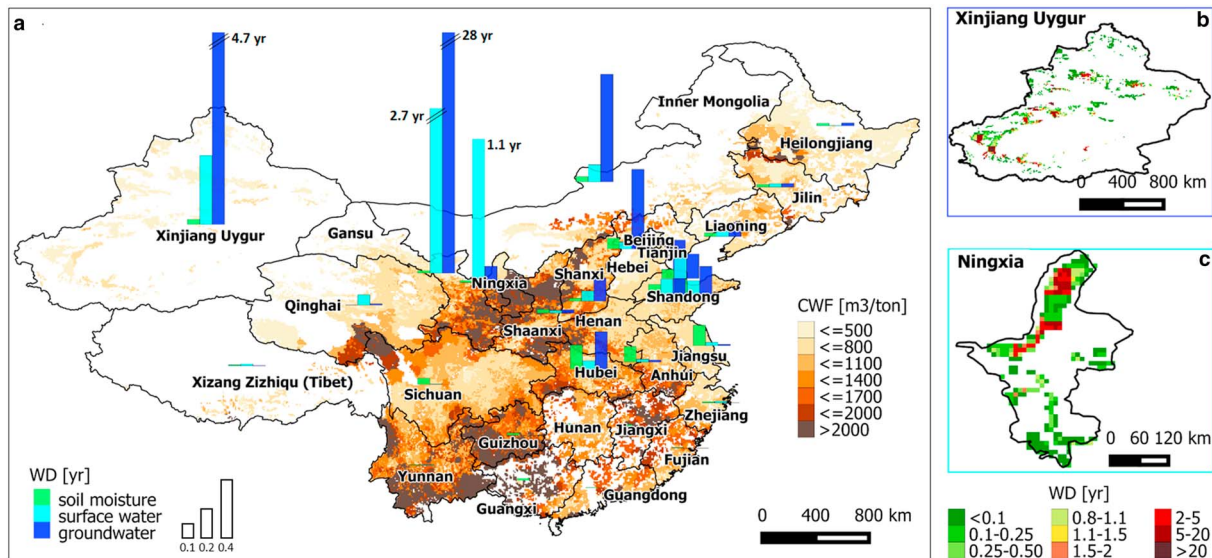 a
4.7 yr
28 yr
2.7 yr
1.1 yr
Inner Mongolia
Heilongjiang
Jilin
Xinjiang Uygur
Gansu
Liaoning
Beijing
Tianjin
Shanxi
Hebei
Ningxia
Qinghai
Shandong
Shaanxi
Henan
Jiangsu
Xizang Zizhiqu (Tibet)
Hubei
Anhui
Sichuan
Zhejiang
Hunan
Jiangxi
Guizhou
Fujian
Yunnan
Guangdong
Guangxi
CWF [m3/ton]
<=500
<=800
<=1100
<=1400
<=1700
<=2000
>2000
WD [yr]
soil moisture
surface water
groundwater
0.1 0.2 0.4
0 400 800 km
Xinjiang Uygur
b
0 400 800 km
Ningxia
c
0 60 120 km
WD [yr]
<0.1 0.8-1.1 2-5
0.1-0.25 1.1-1.5 5-20
0.25-0.50 1.5-2 >20